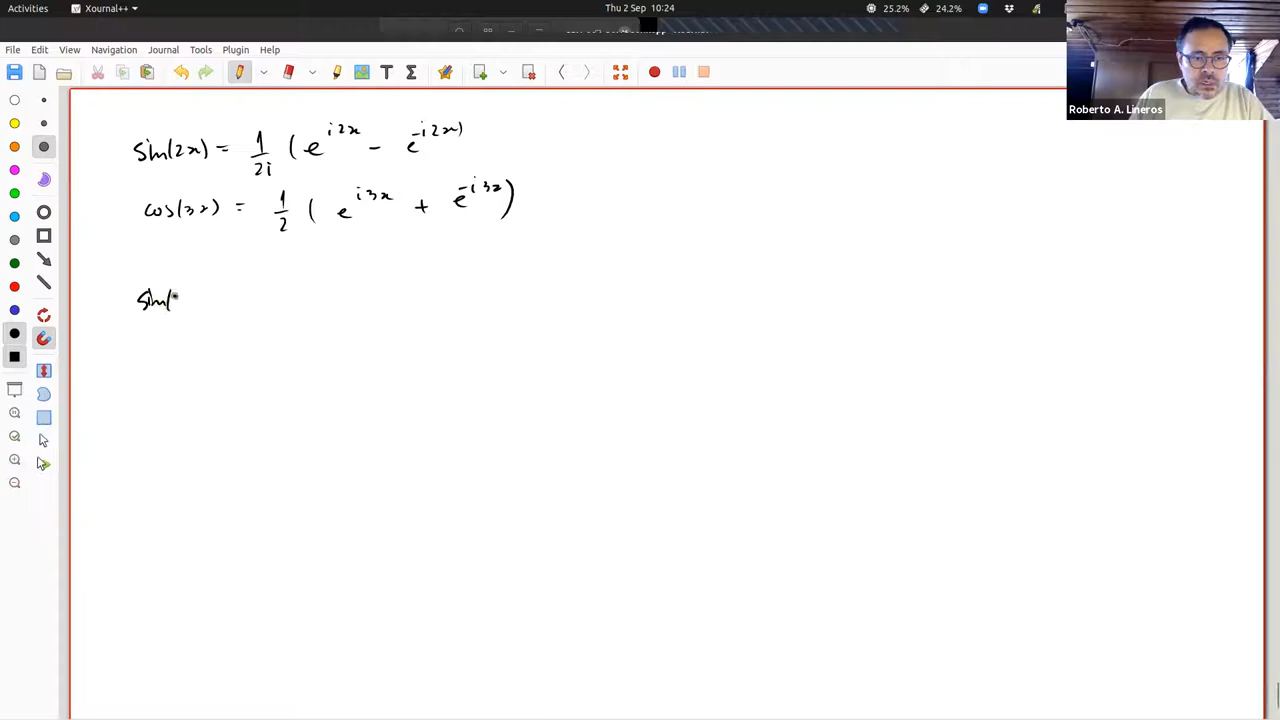 Activities Xournal++ Thu 2 Sep 10:24 25.2% 24.2%
File Edit View Navigation Journal Tools Plugin Help
Roberto A. Lineros
sin(2x) = 1/2i ( e^{i2x} - e^{-i2x)}
cos(3x) = 1/2 ( e^{i3x} + e^{-i3x} )
sin(